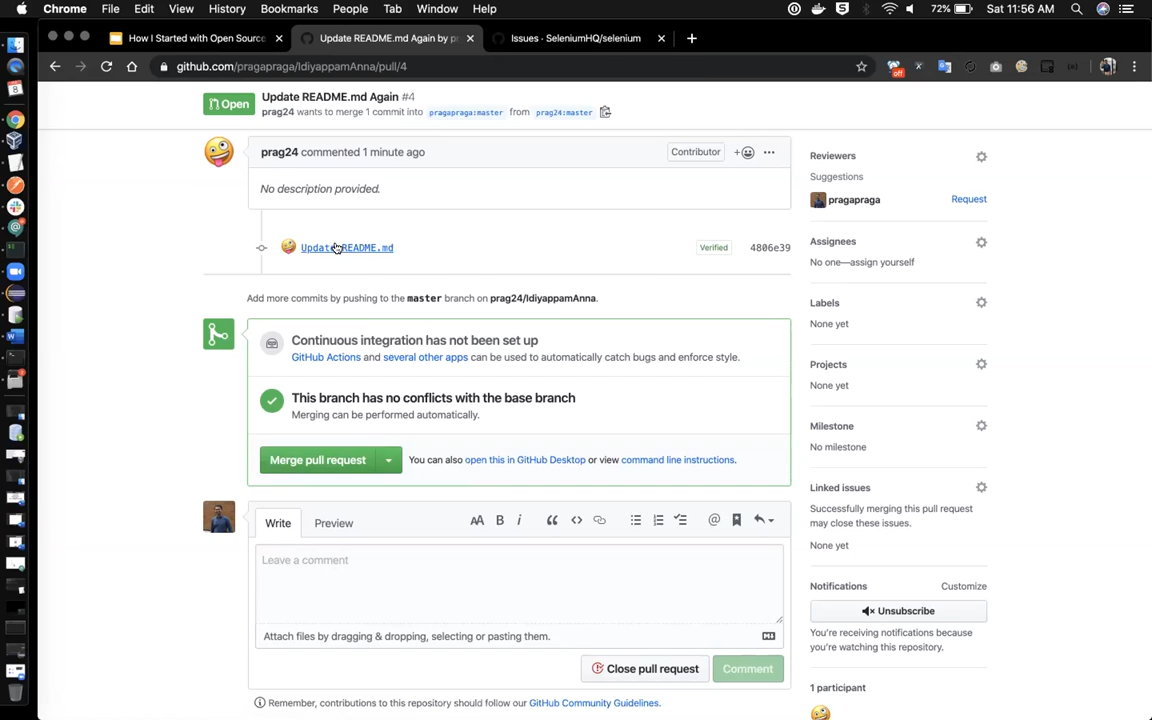 Chrome File Edit View History Bookmarks People Tab Window Help 72% Sat 11:56 AM
How I Started with Open Source
Update README.md Again by pr
Issues · SeleniumHQ/selenium
github.com/pragapraga/IdiyappamAnna/pull/4
off
Open
Update README.md Again #4
prag24 wants to merge 1 commit into pragapraga:master from prag24:master
prag24 commented 1 minute ago
Contributor
No description provided.
Update README.md
Verified
4806e39
Add more commits by pushing to the master branch on prag24/IdiyappamAnna.
Continuous integration has not been set up
GitHub Actions and several other apps can be used to automatically catch bugs and enforce style.
This branch has no conflicts with the base branch
Merging can be performed automatically.
Merge pull request
You can also open this in GitHub Desktop or view command line instructions.
Write
Preview
Leave a comment
Attach files by dragging & dropping, selecting or pasting them.
Close pull request
Comment
Remember, contributions to this repository should follow our GitHub Community Guidelines.
Reviewers
Suggestions
pragapraga
Request
Assignees
No one—assign yourself
Labels
None yet
Projects
None yet
Milestone
No milestone
Linked issues
Successfully merging this pull request
may close these issues.
None yet
Notifications
Customize
Unsubscribe
You're receiving notifications because
you're watching this repository.
1 participant